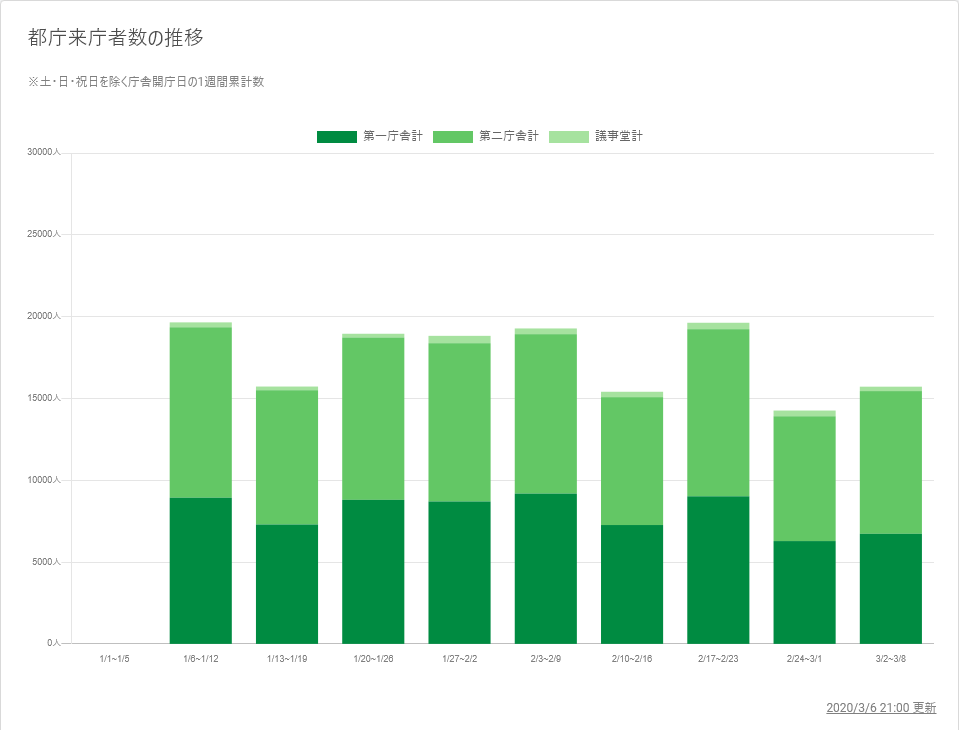 都庁来庁者数の推移
※土・日・祝日を除く庁舎開庁日の1週間累計数
第一庁舎計 第二庁舎計 議事堂計
30000人
25000人
20000人
15000人
10000人
5000人
0人
1/1~1/5 1/6~1/12 1/13~1/19 1/20~1/26 1/27~2/2 2/3~2/9 2/10~2/16 2/17~2/23 2/24~3/1 3/2~3/8
2020/3/6 21:00 更新